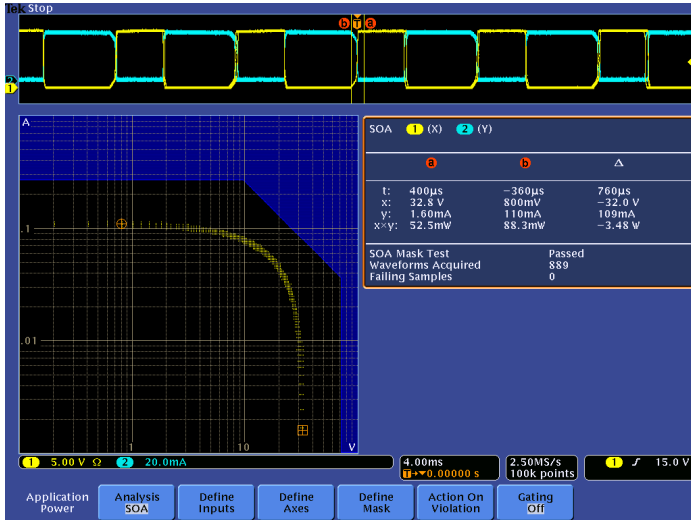 Tek Stop
b T a
2
1
A
.1
.01
1 10 V
SOA 1 (X) 2 (Y)
a b Δ
t: 400µs −360µs 760µs
x: 32.8 V 800mV −32.0 V
y: 1.60mA 110mA 109mA
x×y: 52.5mW 88.3mW −3.48 W
SOA Mask Test Passed
Waveforms Acquired 889
Failing Samples 0
1 5.00 V Ω 2 20.0mA
4.00ms
T→▼0.00000 s
2.50MS/s
100k points
1 ʃ 15.0 V
Application Power
Analysis SOA
Define Inputs
Define Axes
Define Mask
Action On Violation
Gating Off